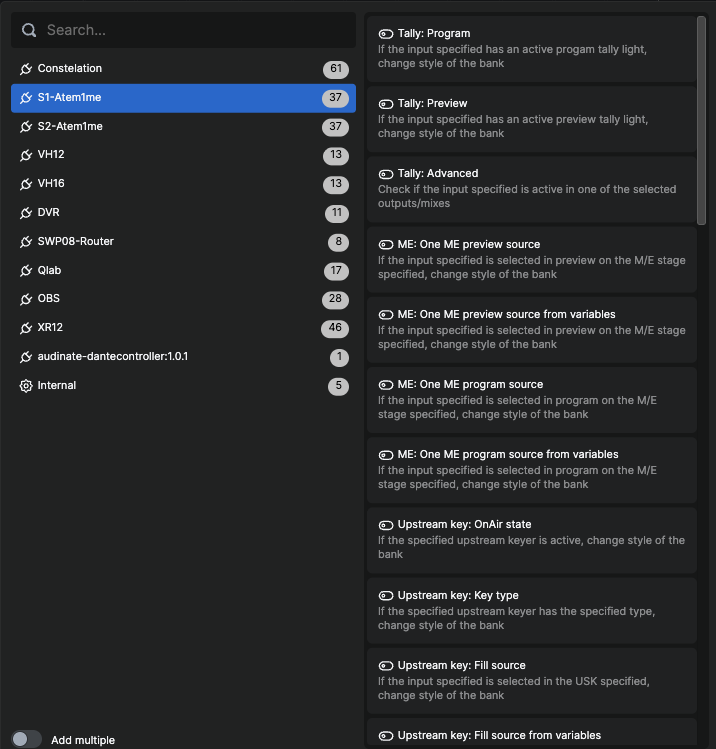 Search...
Constelation 61
S1-Atem1me 37
S2-Atem1me 37
VH12 13
VH16 13
DVR 11
SWP08-Router 8
Qlab 17
OBS 28
XR12 46
audinate-dantecontroller:1.0.1 1
Internal 5
Add multiple
Tally: Program
If the input specified has an active progam tally light,
change style of the bank
Tally: Preview
If the input specified has an active preview tally light,
change style of the bank
Tally: Advanced
Check if the input specified is active in one of the selected
outputs/mixes
ME: One ME preview source
If the input specified is selected in preview on the M/E stage
specified, change style of the bank
ME: One ME preview source from variables
If the input specified is selected in preview on the M/E stage
specified, change style of the bank
ME: One ME program source
If the input specified is selected in program on the M/E
stage specified, change style of the bank
ME: One ME program source from variables
If the input specified is selected in program on the M/E
stage specified, change style of the bank
Upstream key: OnAir state
If the specified upstream keyer is active, change style of the
bank
Upstream key: Key type
If the specified upstream keyer has the specified type,
change style of the bank
Upstream key: Fill source
If the input specified is selected in the USK specified,
change style of the bank
Upstream key: Fill source from variables